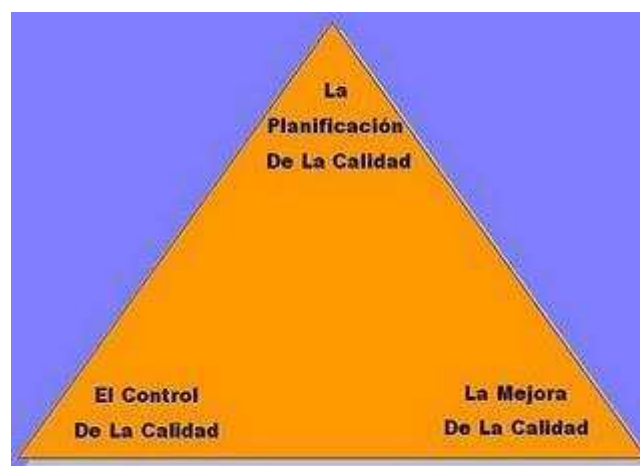 La
Planificación
De La Calidad
El Control
De La Calidad
La Mejora
De La Calidad